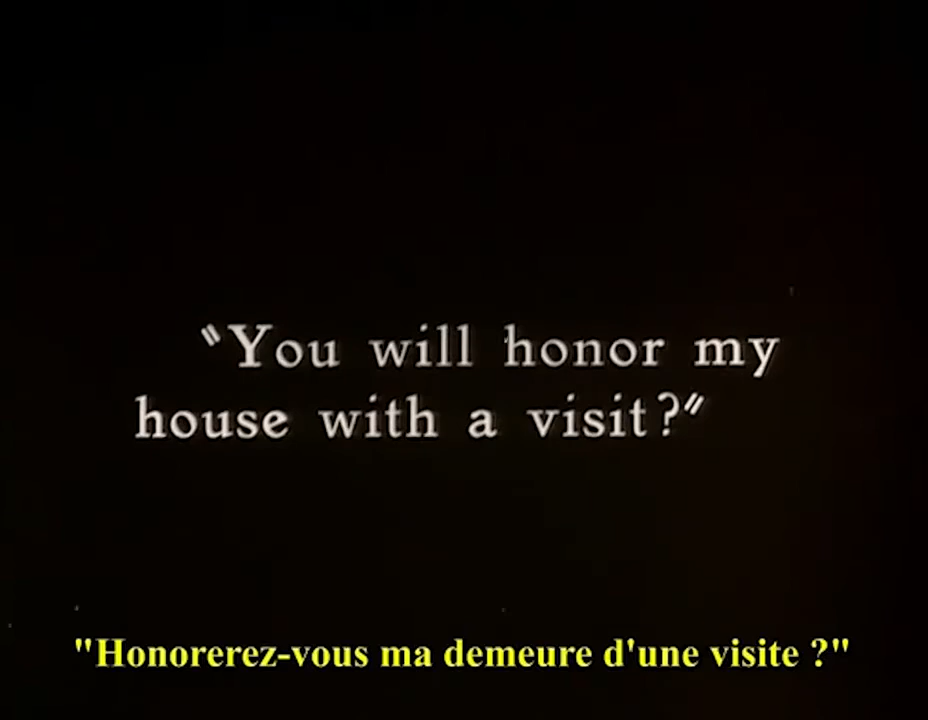 "You will honor my
house with a visit?"
"Honorerez-vous ma demeure d'une visite ?"